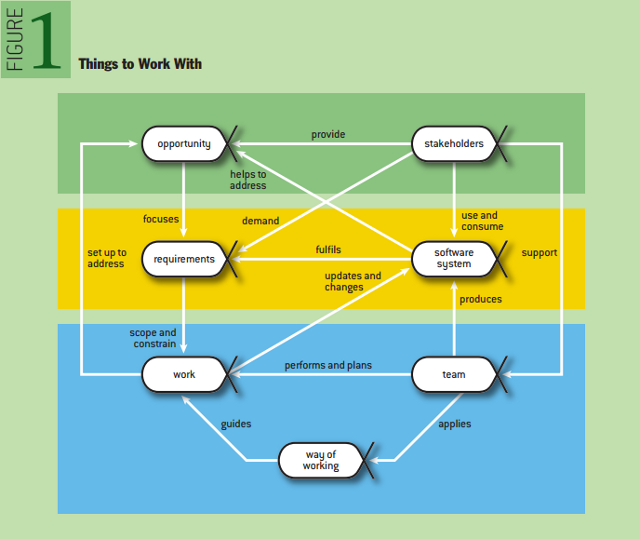 FIGURE
1
Things to Work With
opportunity
provide
stakeholders
helps to
address
focuses
demand
use and
consume
set up to
address
requirements
fulfils
software
system
support
updates and
changes
produces
scope and
constrain
work
performs and plans
team
guides
applies
way of
working